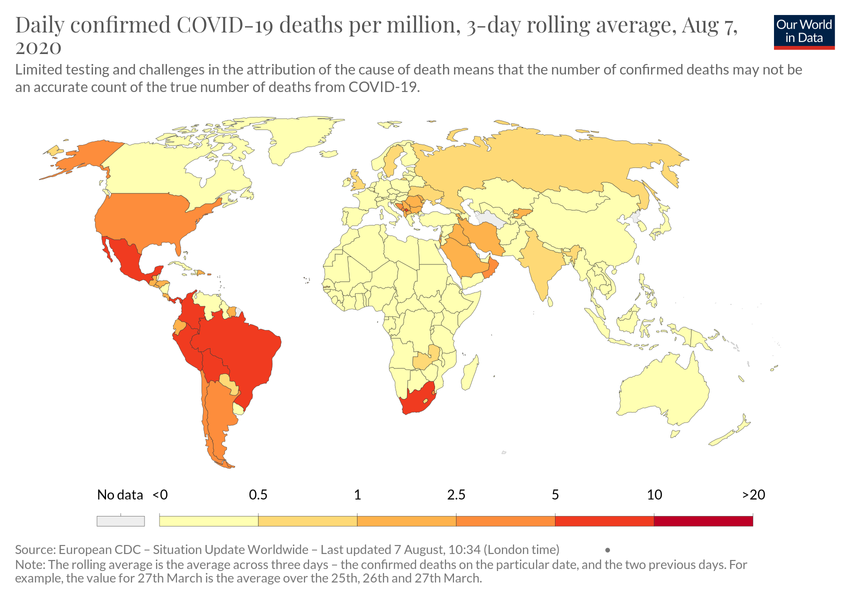 Daily confirmed COVID-19 deaths per million, 3-day rolling average, Aug 7,
2020
Our World
in Data
Limited testing and challenges in the attribution of the cause of death means that the number of confirmed deaths may not be
an accurate count of the true number of deaths from COVID-19.
No data <0 0.5 1 2.5 5 10 >20
Source: European CDC – Situation Update Worldwide – Last updated 7 August, 10:34 (London time)
Note: The rolling average is the average across three days – the confirmed deaths on the particular date, and the two previous days. For
example, the value for 27th March is the average over the 25th, 26th and 27th March.